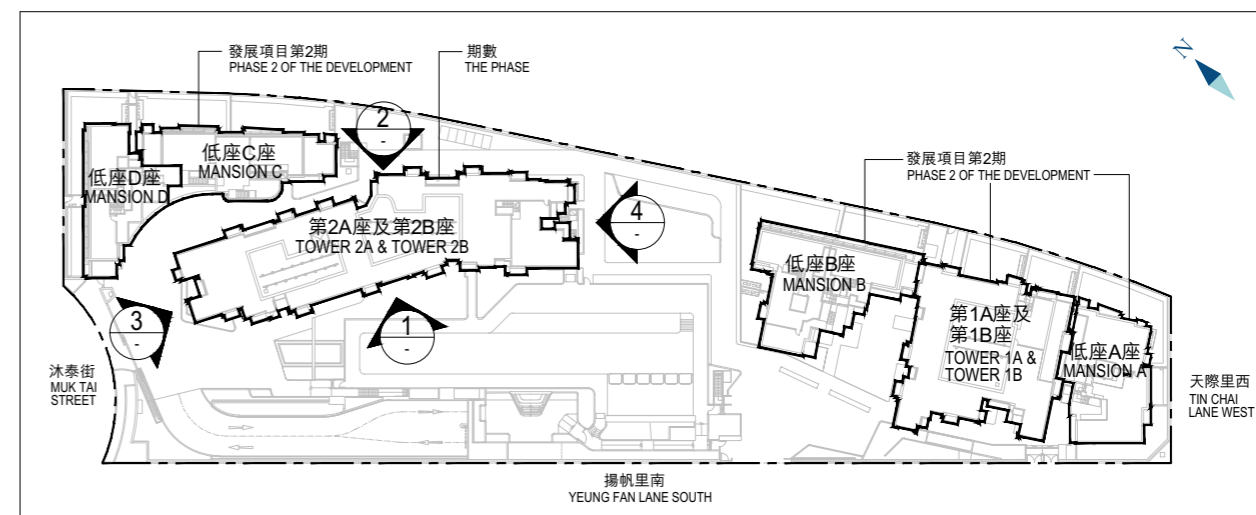 發展項目第2期
PHASE 2 OF THE DEVELOPMENT
期數
THE PHASE
N
2
-
低座C座
MANSION C
低座D座
MANSION D
發展項目第2期
PHASE 2 OF THE DEVELOPMENT
4
-
第2A座及第2B座
TOWER 2A & TOWER 2B
低座B座
MANSION B
3
-
1
-
第1A座及
第1B座
TOWER 1A &
TOWER 1B
低座A座
MANSION A
沐泰街
MUK TAI
STREET
天際里西
TIN CHAI
LANE WEST
揚帆里南
YEUNG FAN LANE SOUTH